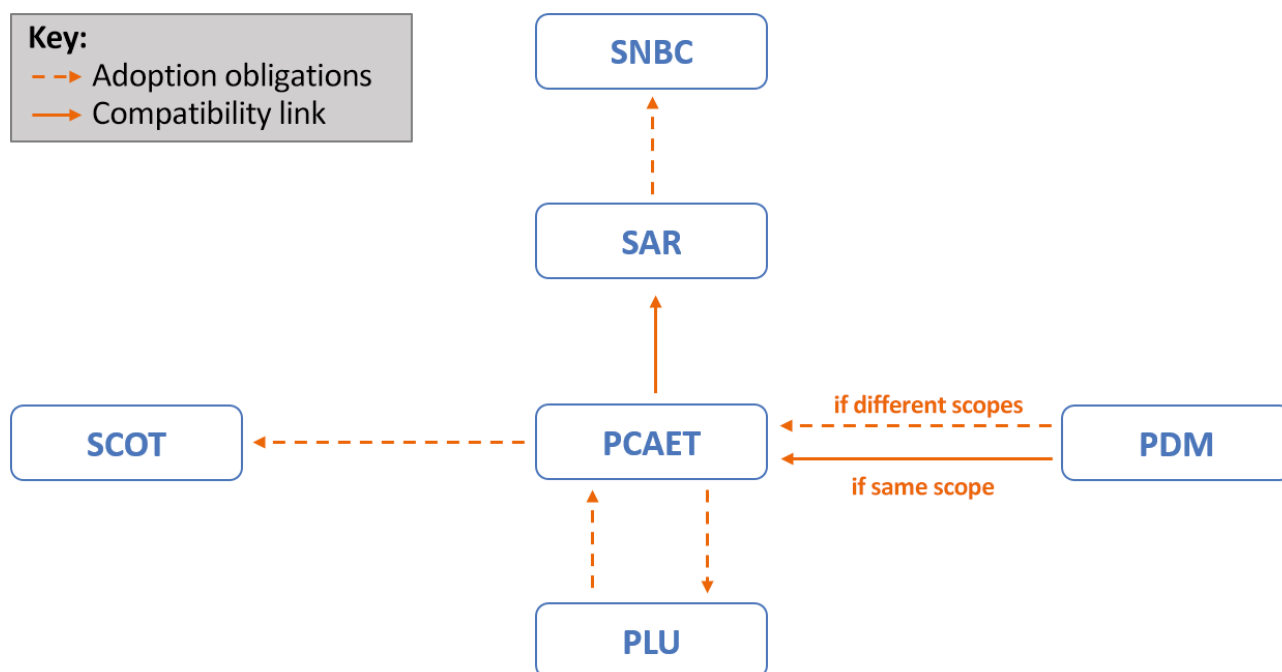 Key:
Adoption obligations
Compatibility link
SNBC
SAR
if different scopes
SCOT
PCAET
PDM
if same scope
PLU